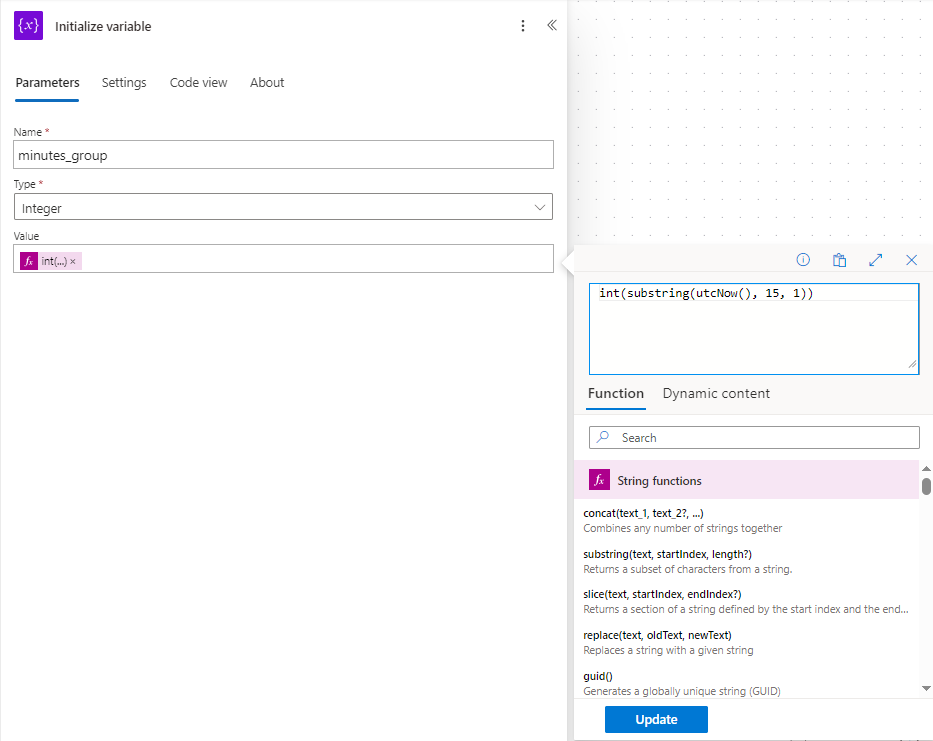 {x} Initialize variable
Parameters Settings Code view About
Name *
minutes_group
Type *
Integer
Value
fx int(...) ×
int(substring(utcNow(), 15, 1))
Function Dynamic content
Search
fx String functions
concat(text_1, text_2?, ...)
Combines any number of strings together
substring(text, startIndex, length?)
Returns a subset of characters from a string.
slice(text, startIndex, endIndex?)
Returns a section of a string defined by the start index and the end...
replace(text, oldText, newText)
Replaces a string with a given string
guid()
Generates a globally unique string (GUID)
Update